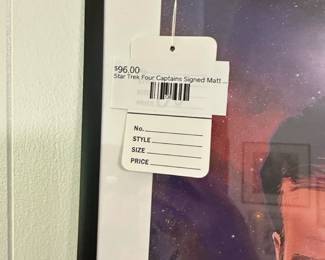 $96.00
Star Trek Four Captains Signed Matt ...
No.
STYLE
SIZE
PRICE